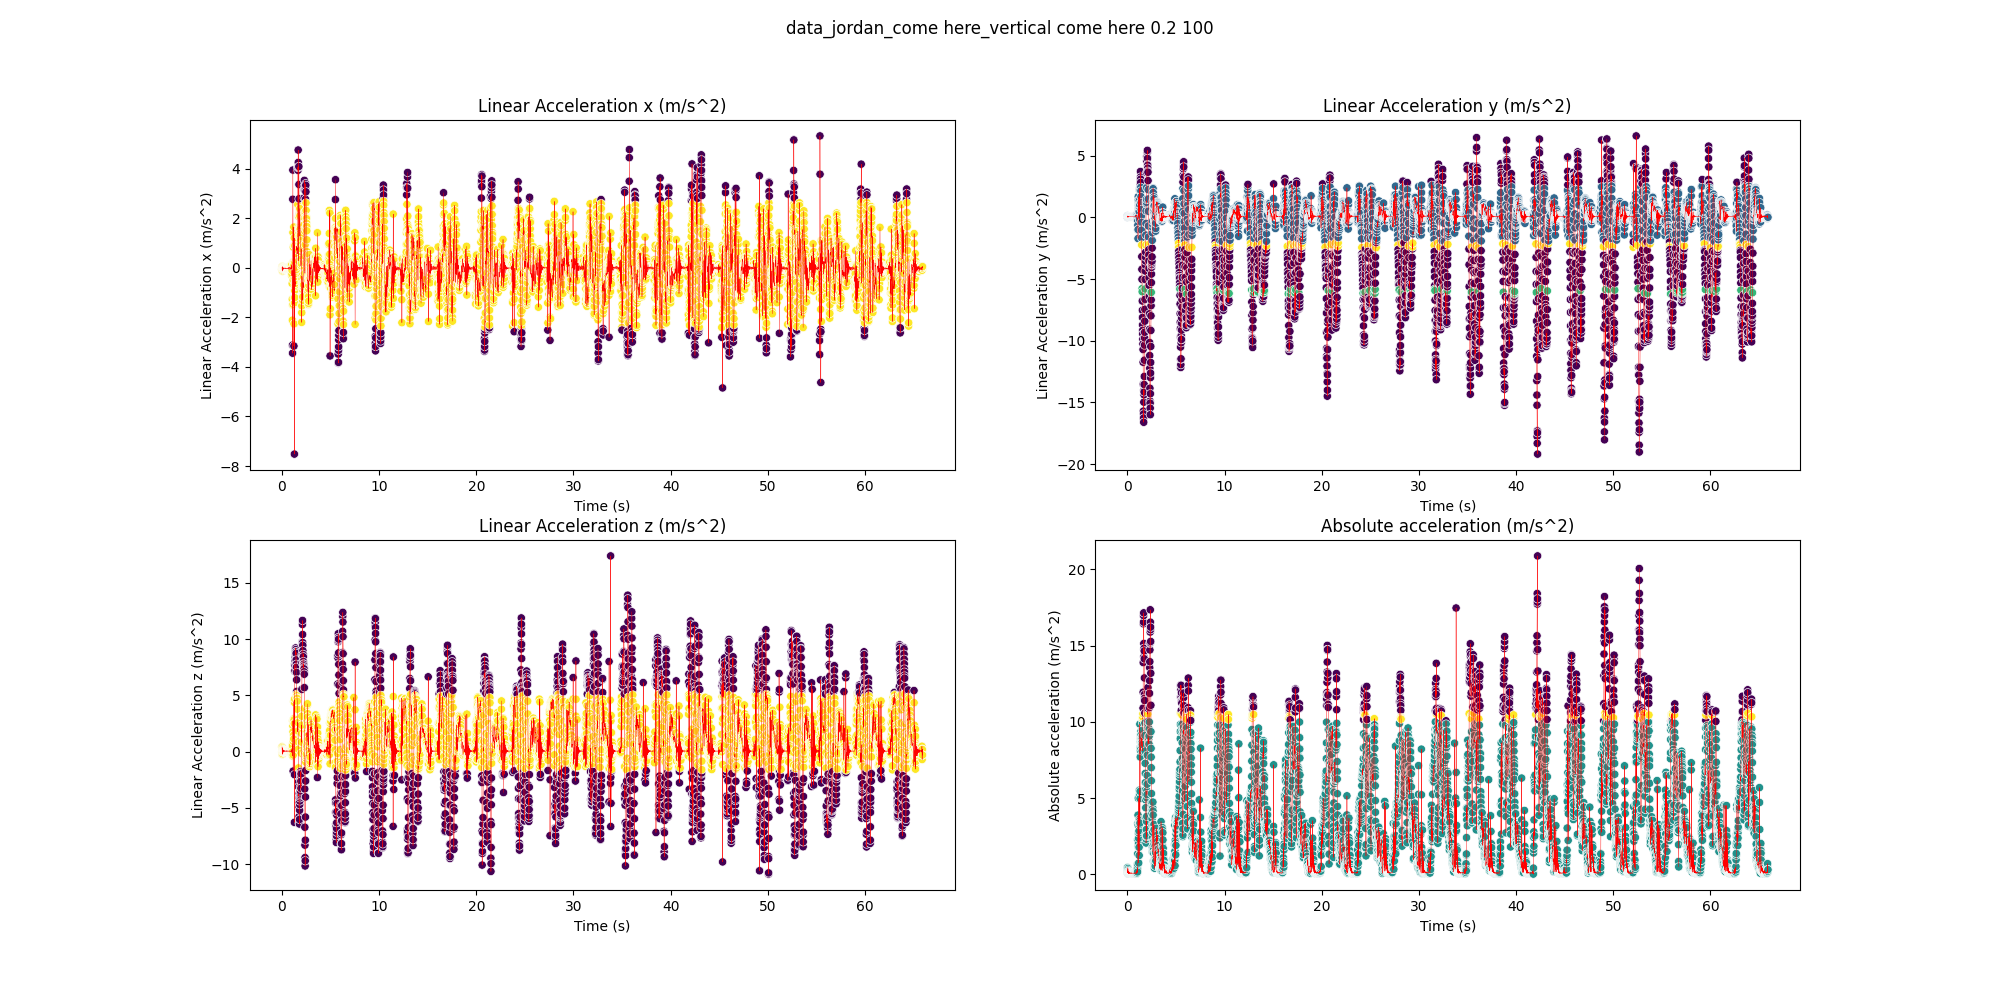 data_jordan_come here_vertical come here 0.2 100
Linear Acceleration x (m/s^2)
Linear Acceleration x (m/s^2)
4
2
0
−2
−4
−6
−8
0 10 20 30 40 50 60
Time (s)
Linear Acceleration y (m/s^2)
Linear Acceleration y (m/s^2)
5
0
−5
−10
−15
−20
0 10 20 30 40 50 60
Time (s)
Linear Acceleration z (m/s^2)
Linear Acceleration z (m/s^2)
15
10
5
0
−5
−10
0 10 20 30 40 50 60
Time (s)
Absolute acceleration (m/s^2)
Absolute acceleration (m/s^2)
20
15
10
5
0
0 10 20 30 40 50 60
Time (s)